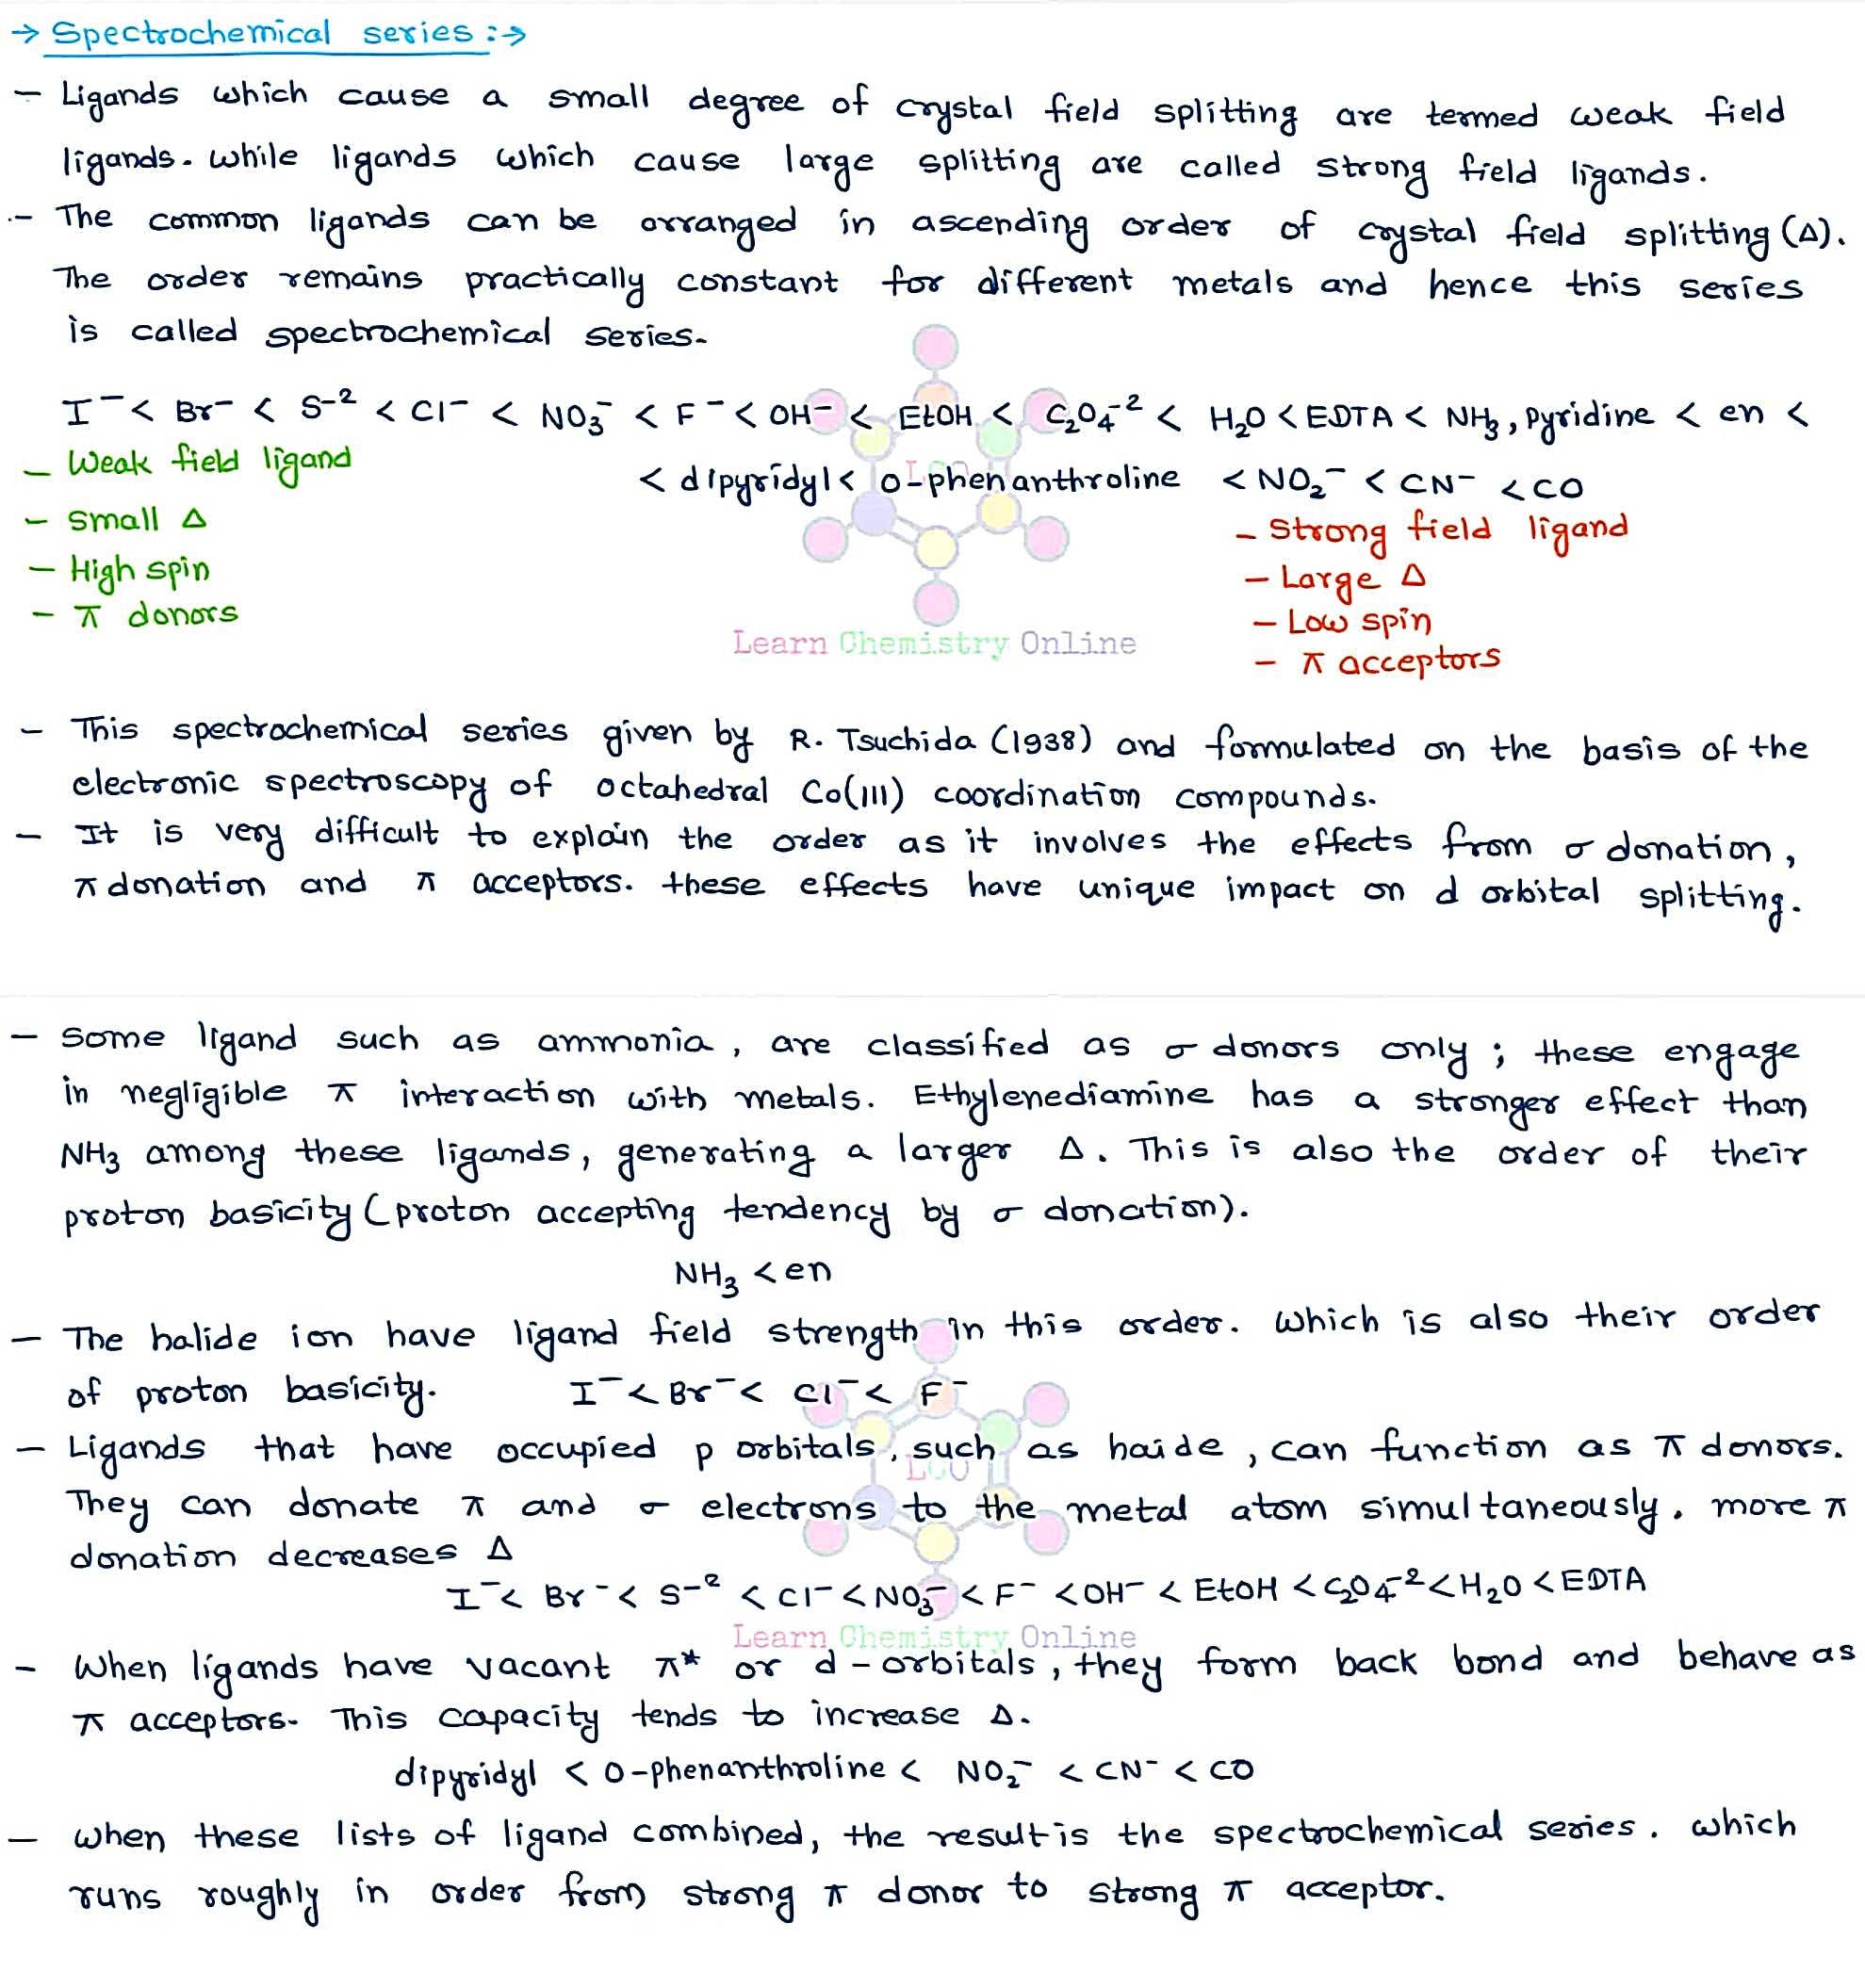 → Spectrochemical series :→
- Ligands which cause a small degree of crystal field splitting are termed weak field
ligands. While ligands which cause large splitting are called strong field ligands.
- The common ligands can be arranged in ascending order of crystal field splitting (Δ).
The order remains practically constant for different metals and hence this series
is called spectrochemical series.
I⁻ < Br⁻ < S⁻² < Cl⁻ < NO₃⁻ < F⁻ < OH⁻ < EtOH < C₂O₄⁻² < H₂O < EDTA < NH₃, Pyridine < en <
< dipyridyl < o-phenanthroline < NO₂⁻ < CN⁻ < CO
- Weak field ligand
- Small Δ
- High spin
- π donors
- Strong field ligand
- Large Δ
- Low spin
- π acceptors
Learn Chemistry Online
- This spectrochemical series given by R. Tsuchida (1938) and formulated on the basis of the
electronic spectroscopy of octahedral Co(III) coordination compounds.
- It is very difficult to explain the order as it involves the effects from σ donation,
π donation and π acceptors. these effects have unique impact on d orbital splitting.
- Some ligand such as ammonia, are classified as σ donors only; these engage
in negligible π interaction with metals. Ethylenediamine has a stronger effect than
NH₃ among these ligands, generating a larger Δ. This is also the order of their
proton basicity (proton accepting tendency by σ donation).
NH₃ < en
- The halide ion have ligand field strength in this order. Which is also their order
of proton basicity. I⁻ < Br⁻ < Cl⁻ < F⁻
- Ligands that have occupied p orbitals, such as haide, can function as π donors.
LCO
They can donate π and σ electrons to the metal atom simultaneously. more π
donation decreases Δ
I⁻ < Br⁻ < S⁻² < Cl⁻ < NO₃⁻ < F⁻ < OH⁻ < EtOH < C₂O₄⁻² < H₂O < EDTA
Learn Chemistry Online
- When ligands have vacant π* or d-orbitals, they form back bond and behave as
π acceptors. This capacity tends to increase Δ.
dipyridyl < O-phenanthroline < NO₂⁻ < CN⁻ < CO
- when these lists of ligand combined, the result is the spectrochemical series. which
runs roughly in order from strong π donor to strong π acceptor.